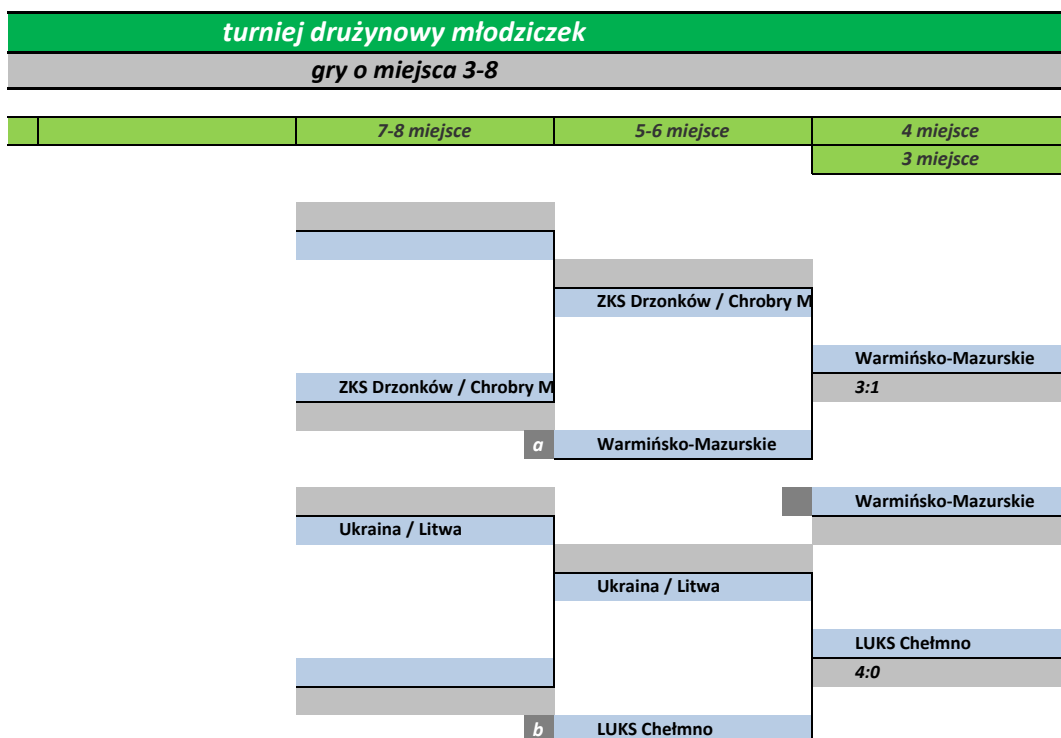 turniej drużynowy młodziczek
gry o miejsca 3-8
7-8 miejsce 5-6 miejsce 4 miejsce
3 miejsce
ZKS Drzonków / Chrobry M
Warmińsko-Mazurskie
ZKS Drzonków / Chrobry M 3:1
a Warmińsko-Mazurskie
Warmińsko-Mazurskie
Ukraina / Litwa
Ukraina / Litwa
LUKS Chełmno
4:0
b LUKS Chełmno